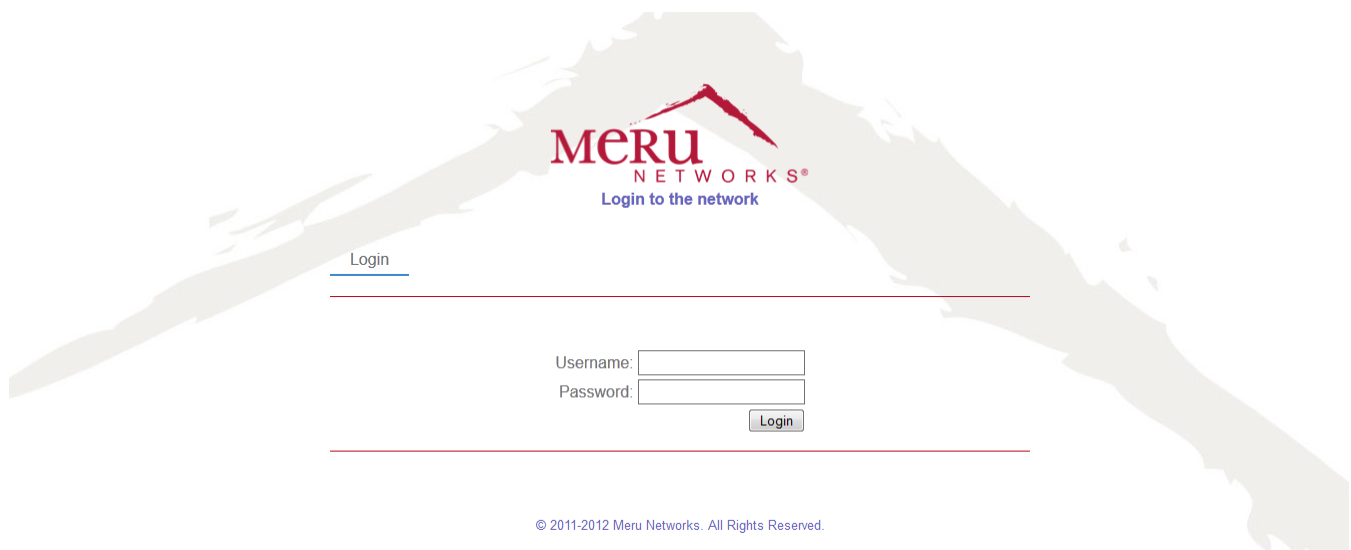 MERU
NETWORKS®
Login to the network
Login
Username:
Password:
Login
© 2011-2012 Meru Networks. All Rights Reserved.